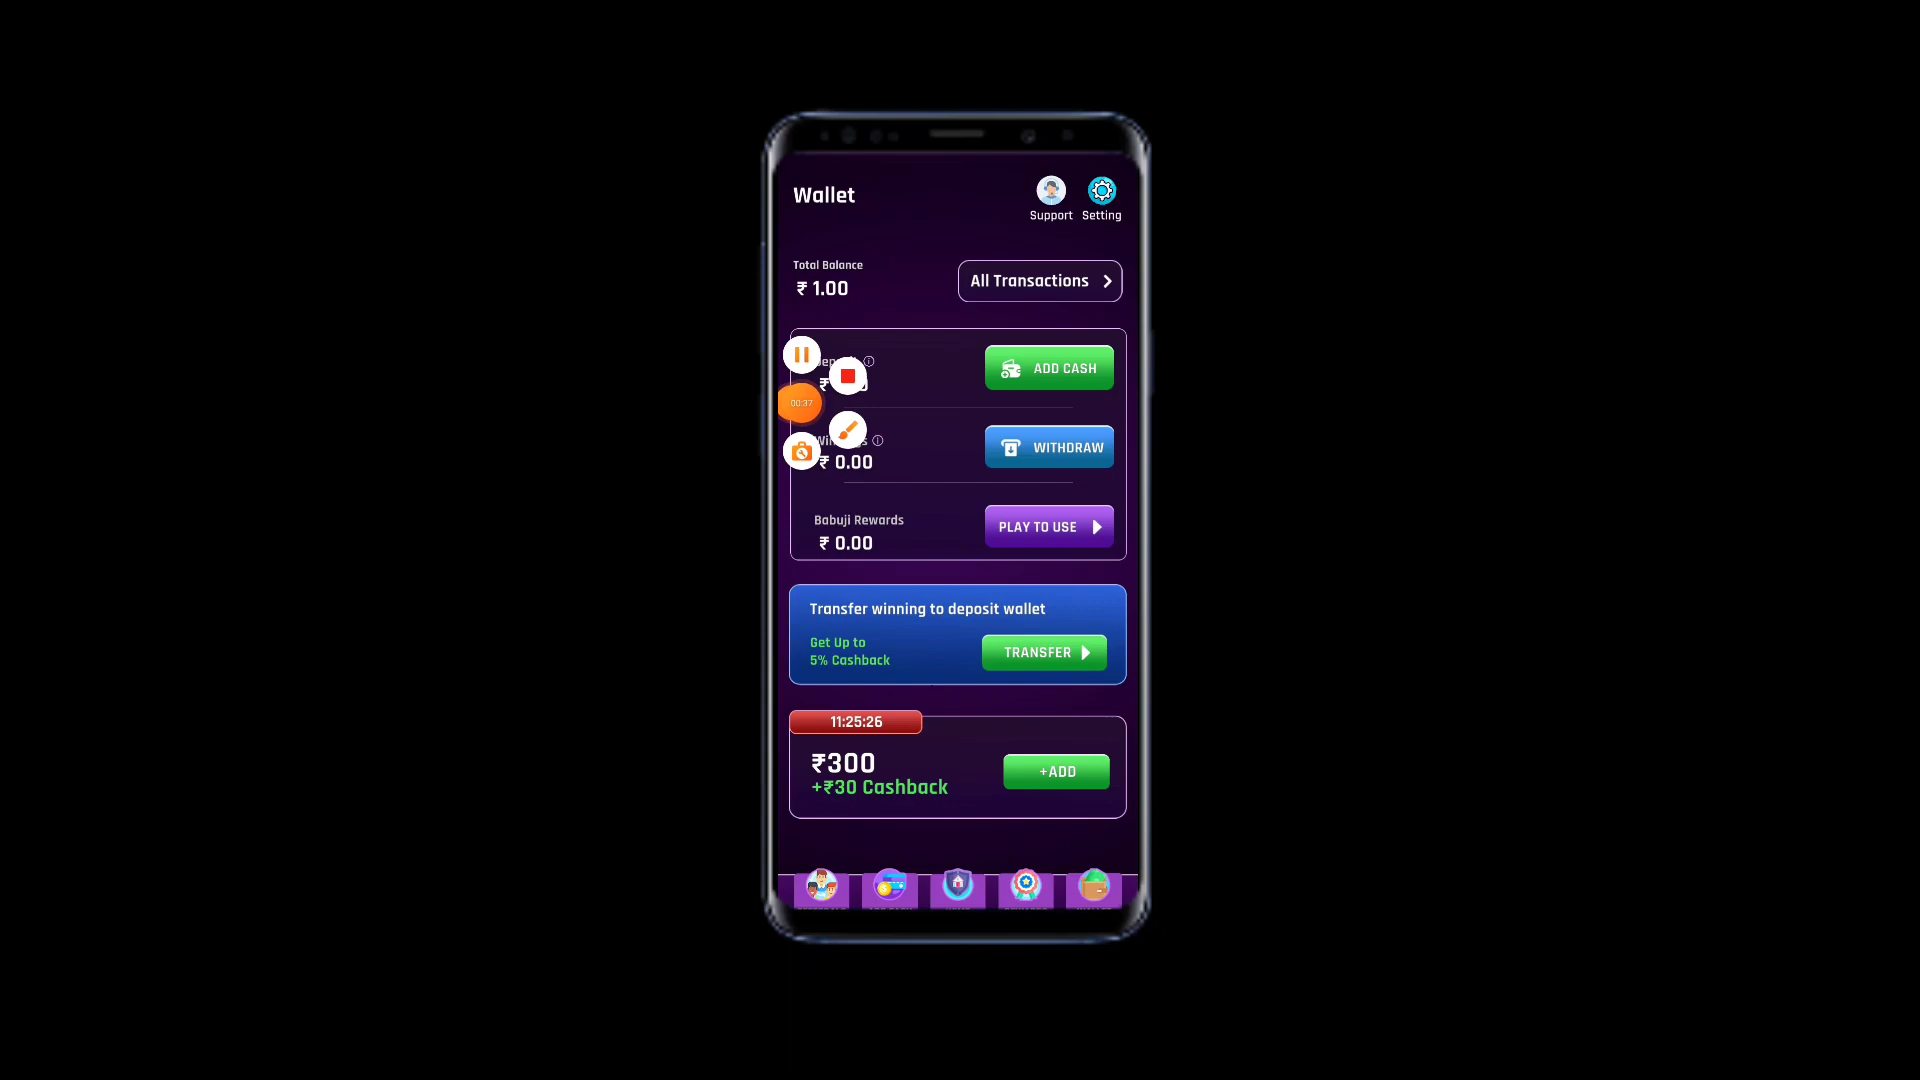 Wallet
Support
Setting
Total Balance
₹ 1.00
All Transactions
ADD CASH
00:37
WITHDRAW
₹ 0.00
Babuji Rewards
₹ 0.00
PLAY TO USE
Transfer winning to deposit wallet
Get Up to
5% Cashback
TRANSFER
11:25:26
₹300
+₹30 Cashback
+ADD